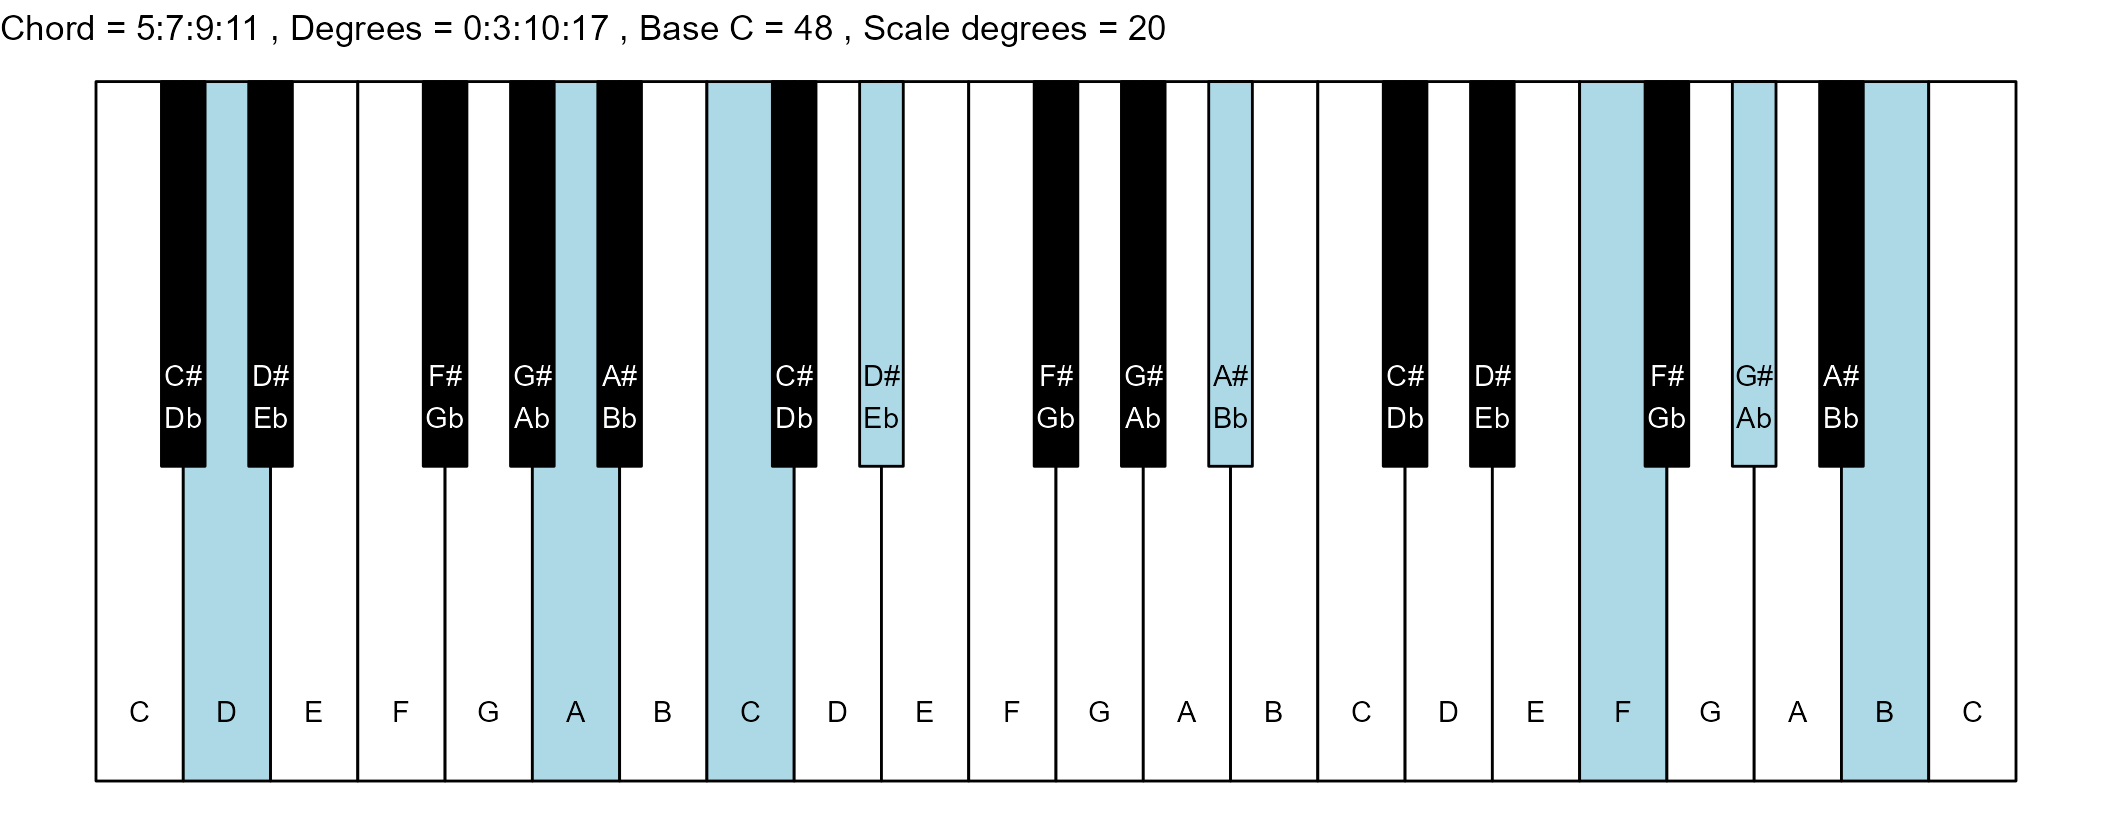 Chord = 5:7:9:11 , Degrees = 0:3:10:17 , Base C = 48 , Scale degrees = 20
C# D# F# G# A# C# D# F# G# A# C# D# F# G# A#
Db Eb Gb Ab Bb Db Eb Gb Ab Bb Db Eb Gb Ab Bb
C D E F G A B C D E F G A B C D E F G A B C